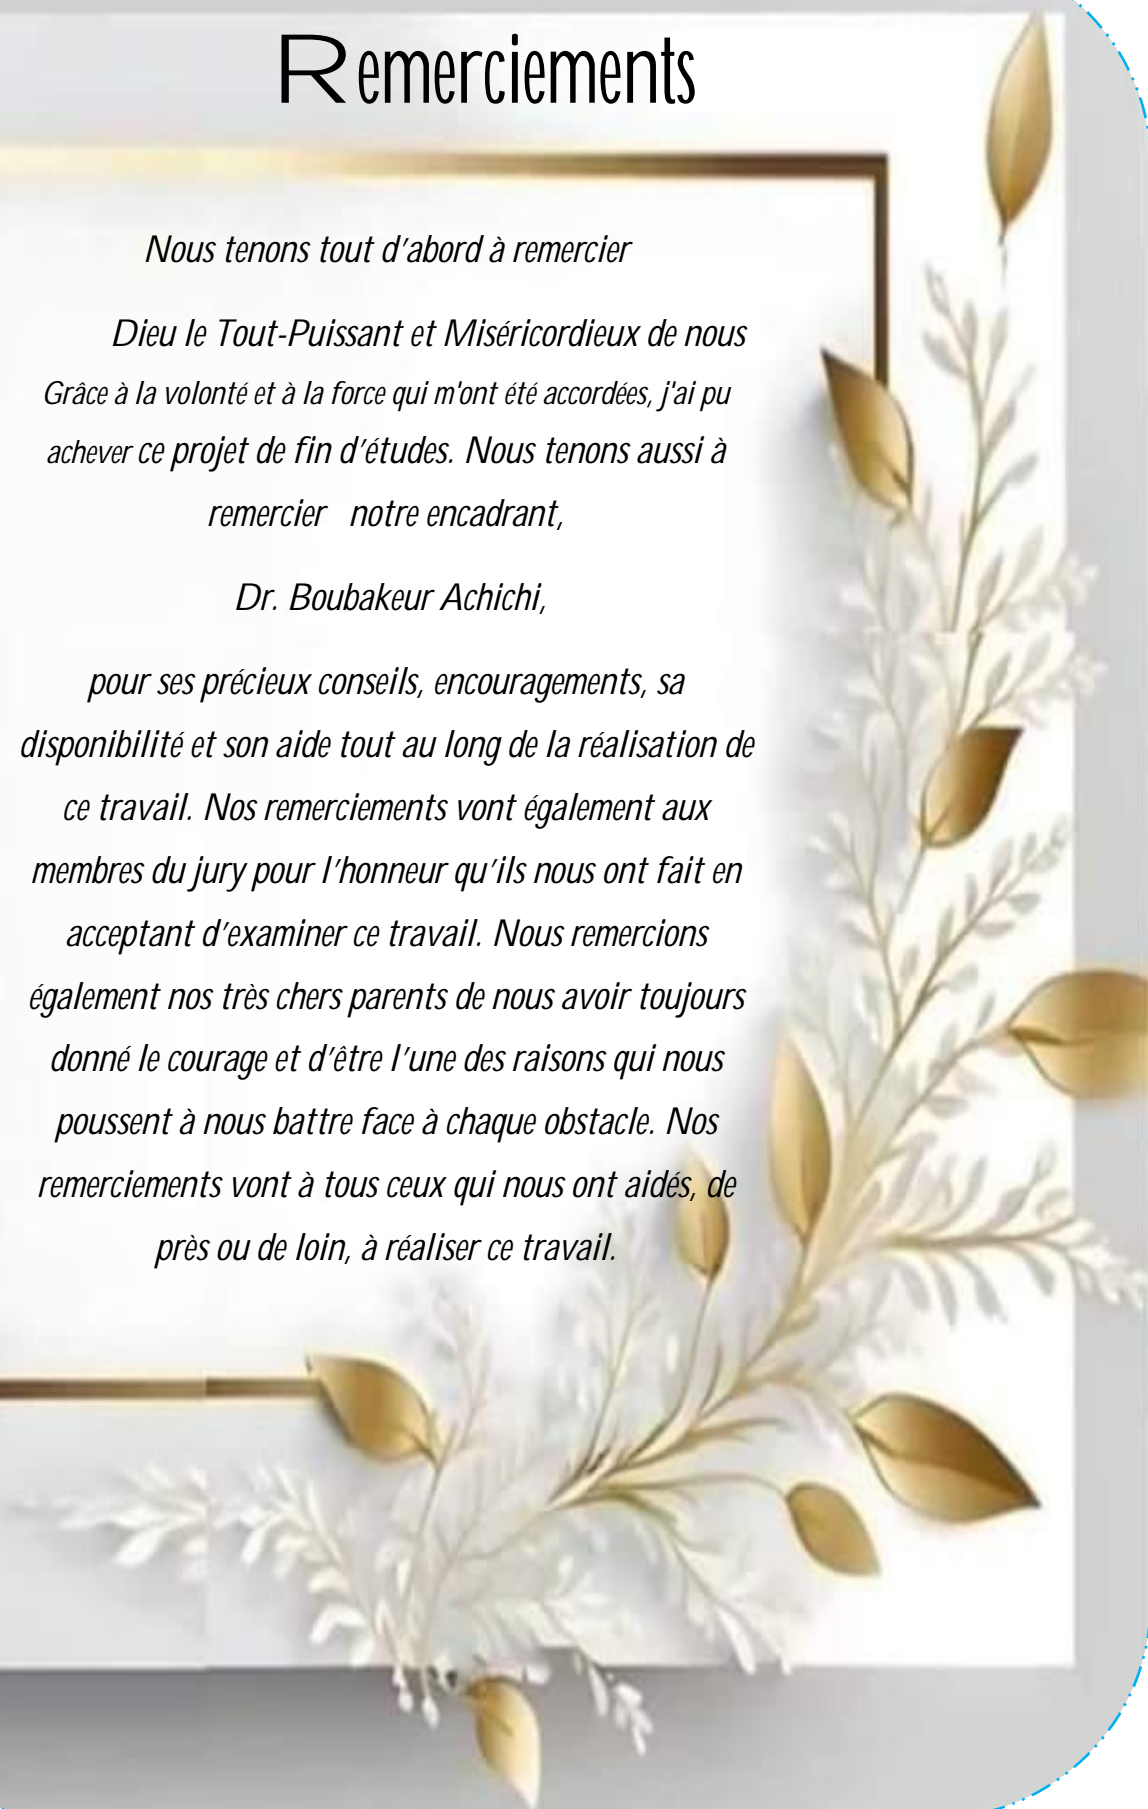 Remerciements
Nous tenons tout d’abord à remercier
Dieu le Tout-Puissant et Miséricordieux de nous
Grâce à la volonté et à la force qui m'ont été accordées, j'ai pu
achever ce projet de fin d’études. Nous tenons aussi à
remercier notre encadrant,
Dr. Boubakeur Achichi,
pour ses précieux conseils, encouragements, sa
disponibilité et son aide tout au long de la réalisation de
ce travail. Nos remerciements vont également aux
membres du jury pour l’honneur qu’ils nous ont fait en
acceptant d’examiner ce travail. Nous remercions
également nos très chers parents de nous avoir toujours
donné le courage et d’être l’une des raisons qui nous
poussent à nous battre face à chaque obstacle. Nos
remerciements vont à tous ceux qui nous ont aidés, de
près ou de loin, à réaliser ce travail.